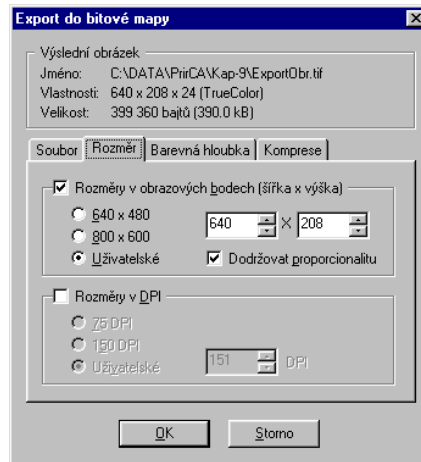 Export do bitové mapy
Výslední obrázek
Jméno: C:\DATA\PrirCA\Kap-9\ExportObr.tif
Vlastnosti: 640 x 208 x 24 (TrueColor)
Velikost: 399 360 bajtů (390.0 kB)
Soubor Rozměr Barevná hloubka Komprese
Rozměry v obrazových bodech (šířka x výška)
640 x 480
800 x 600
640 X 208
Uživatelské
Dodržovat proporcionalitu
Rozměry v DPI
75 DPI
150 DPI
Uživatelské
151 DPI
OK Storno